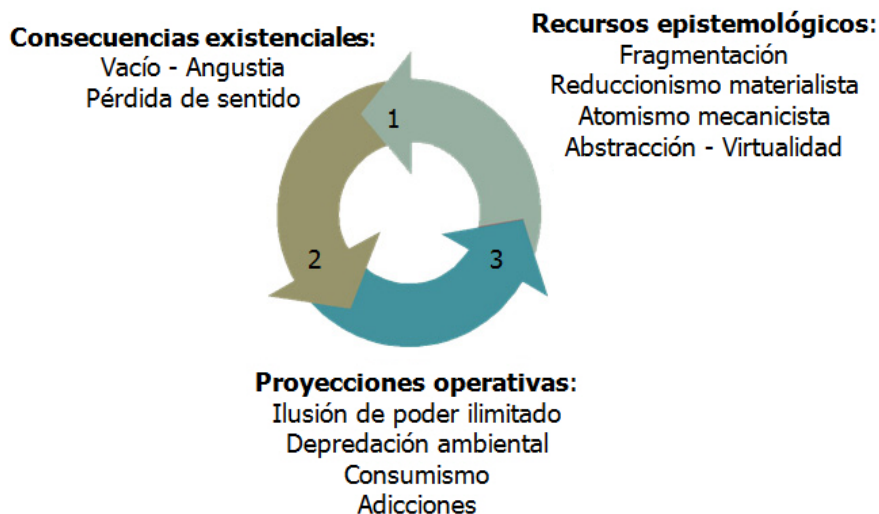 Consecuencias existenciales:
Vacío - Angustia
Pérdida de sentido
Recursos epistemológicos:
Fragmentación
Reduccionismo materialista
Atomismo mecanicista
Abstracción - Virtualidad
1
2
3
Proyecciones operativas:
Ilusión de poder ilimitado
Depredación ambiental
Consumismo
Adicciones